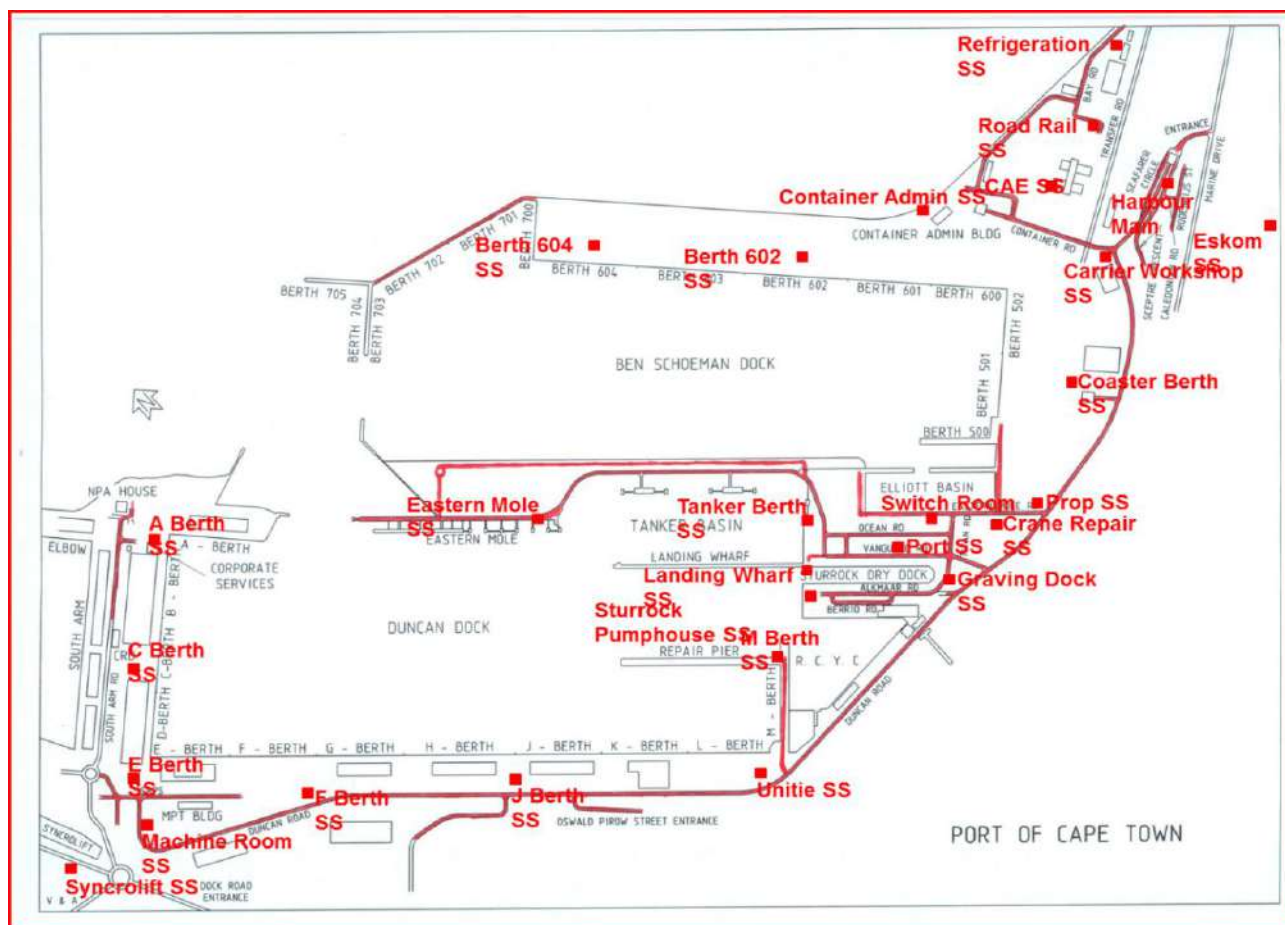 Refrigeration
SS
BAY RD
Road Rail
SS
TRANSFER RD
ENTRANCE
MARINE DRIVE
SEAFARER
CIRCLE
CAE SS
Harbour
Main
Container Admin SS
CONTAINER ADMIN BLDG
CONTAINER RD
Eskom
SS
Carrier Workshop
SS
SCEPTRE CRESCENT
CALEDON RD
BERTH 701
BERTH 700
BERTH 702
Berth 604
SS
Berth 602
SS
BERTH 604
BERTH 602
BERTH 601
BERTH 600
BERTH 502
BERTH 705
BERTH 704
BERTH 703
BEN SCHOEMAN DOCK
BERTH 501
Coaster Berth
SS
BERTH 500
NPA HOUSE
ELLIOTT BASIN
Eastern Mole
SS
EASTERN MOLE
Tanker Berth
SS
TANKER BASIN
Switch Room
Prop SS
Crane Repair
SS
OCEAN RD
A Berth
SS
A - BERTH
ELBOW
CORPORATE
SERVICES
Port SS
LANDING WHARF
Landing Wharf
SS
STURROCK DRY DOCK
Graving Dock
SS
ALKMAAR RD
BERRIO RD
Sturrock
Pumphouse SS
DUNCAN DOCK
SOUTH ARM
C Berth
SS
REPAIR PIER
M Berth
SS
R.C.Y.C
DUNCAN ROAD
SOUTH ARM RD
D-BERTH C-BERTH B - BERTH
M - BERTH
E - BERTH F - BERTH G - BERTH H - BERTH J - BERTH K - BERTH L - BERTH
E Berth
SS
MPT BLDG
F Berth
SS
J Berth
SS
Unitie SS
DUNCAN ROAD
OSWALD PIROW STREET ENTRANCE
Machine Room
SS
SYNCROLIFT
Syncrolift SS
DOCK ROAD
ENTRANCE
V & A
PORT OF CAPE TOWN